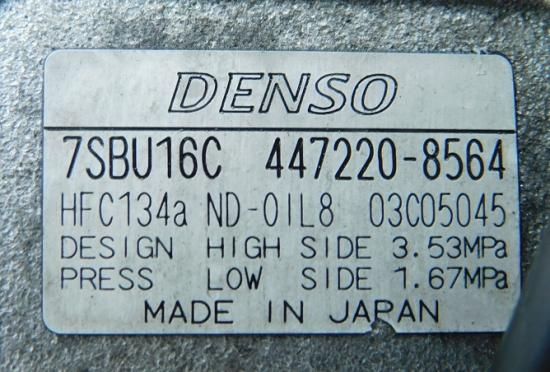 DENSO
7SBU16C 447220-8564
HFC134a ND-OIL8 03C05045
DESIGN HIGH SIDE 3.53MPa
PRESS LOW SIDE 1.67MPa
MADE IN JAPAN